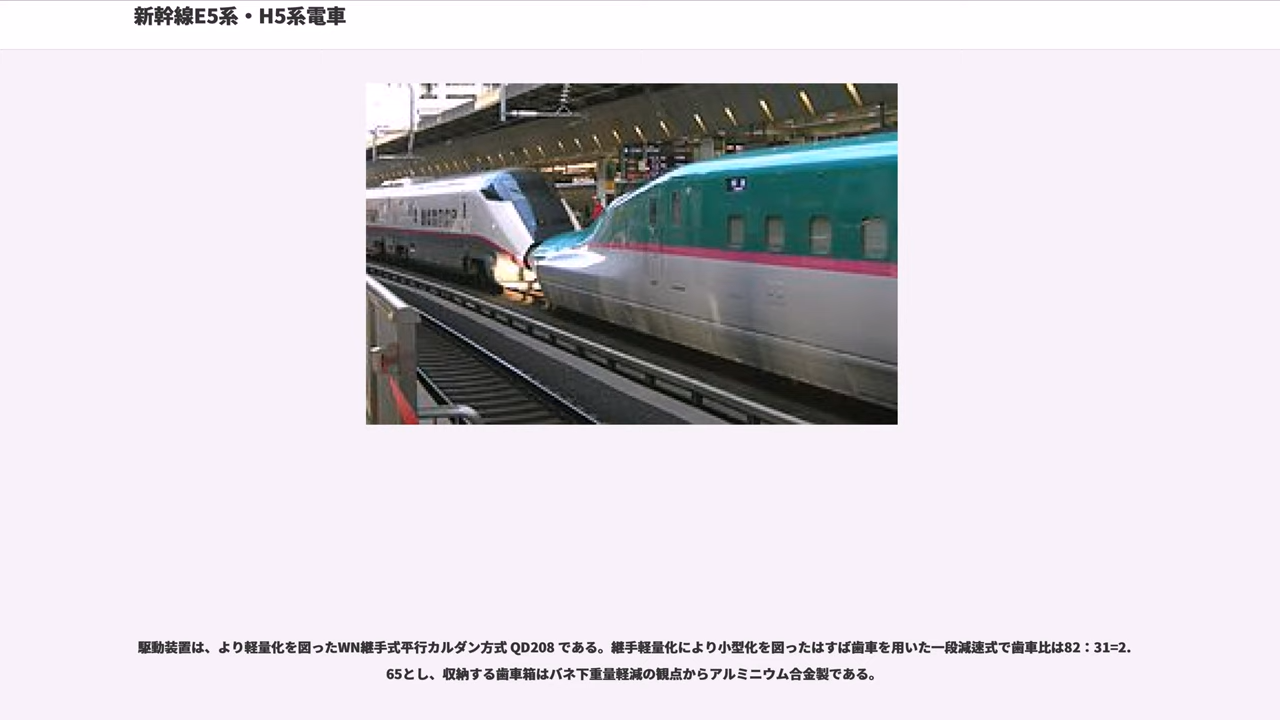 新幹線E5系・H5系電車
駆動装置は、より軽量化を図ったWN継手式平行カルダン方式 QD208 である。継手軽量化により小型化を図ったはすば歯車を用いた一段減速式で歯車比は82：31=2.
65とし、収納する歯車箱はバネ下重量軽減の観点からアルミニウム合金製である。